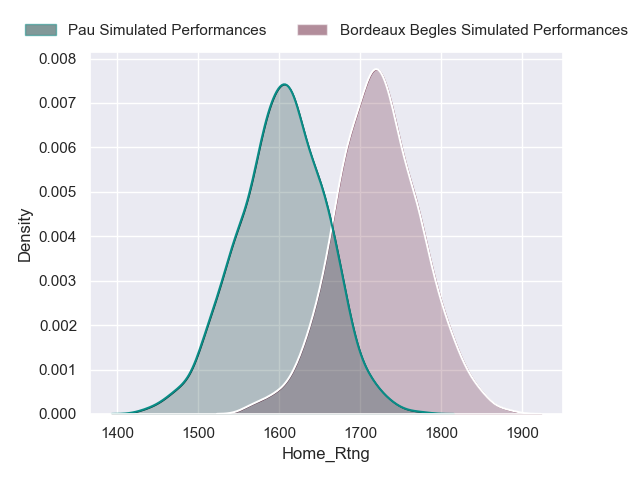 Pau Simulated Performances Bordeaux Begles Simulated Performances
0.008
0.007
0.006
0.005
0.004
0.003
0.002
0.001
0.000
Density
1400 1500 1600 1700 1800 1900
Home_Rtng